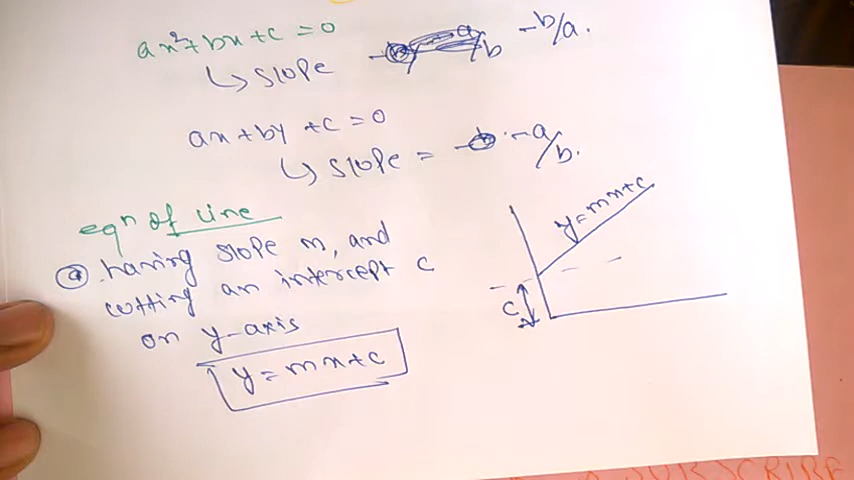 ax²+bx+c=0
↳ slope -b/a.
ax+by+c=0
↳ slope = -a/b.
eqn of line
ⓐ having slope m, and
cutting an intercept c
on y-axis
y=mx+c
y=mx+c
c
SUBSCRIBE